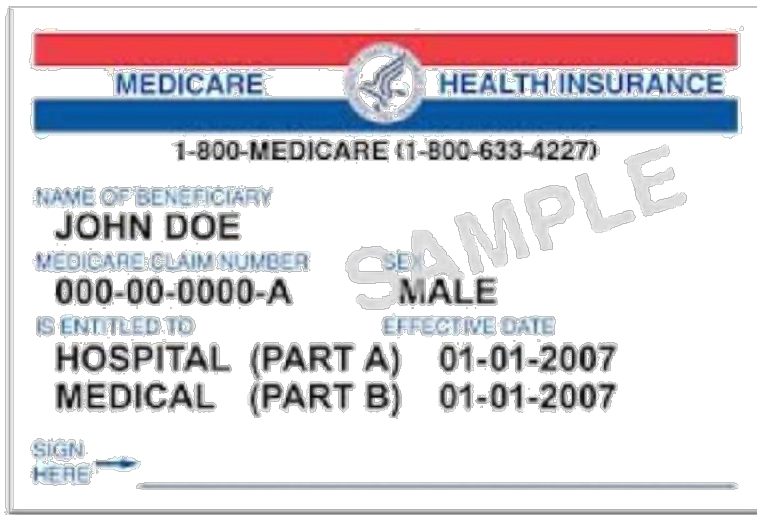 MEDICARE HEALTH INSURANCE
1-800-MEDICARE (1-800-633-4227)
SAMPLE
NAME OF BENEFICIARY
JOHN DOE
MEDICARE CLAIM NUMBER SEX
000-00-0000-A MALE
IS ENTITLED TO EFFECTIVE DATE
HOSPITAL (PART A) 01-01-2007
MEDICAL (PART B) 01-01-2007
SIGN
HERE